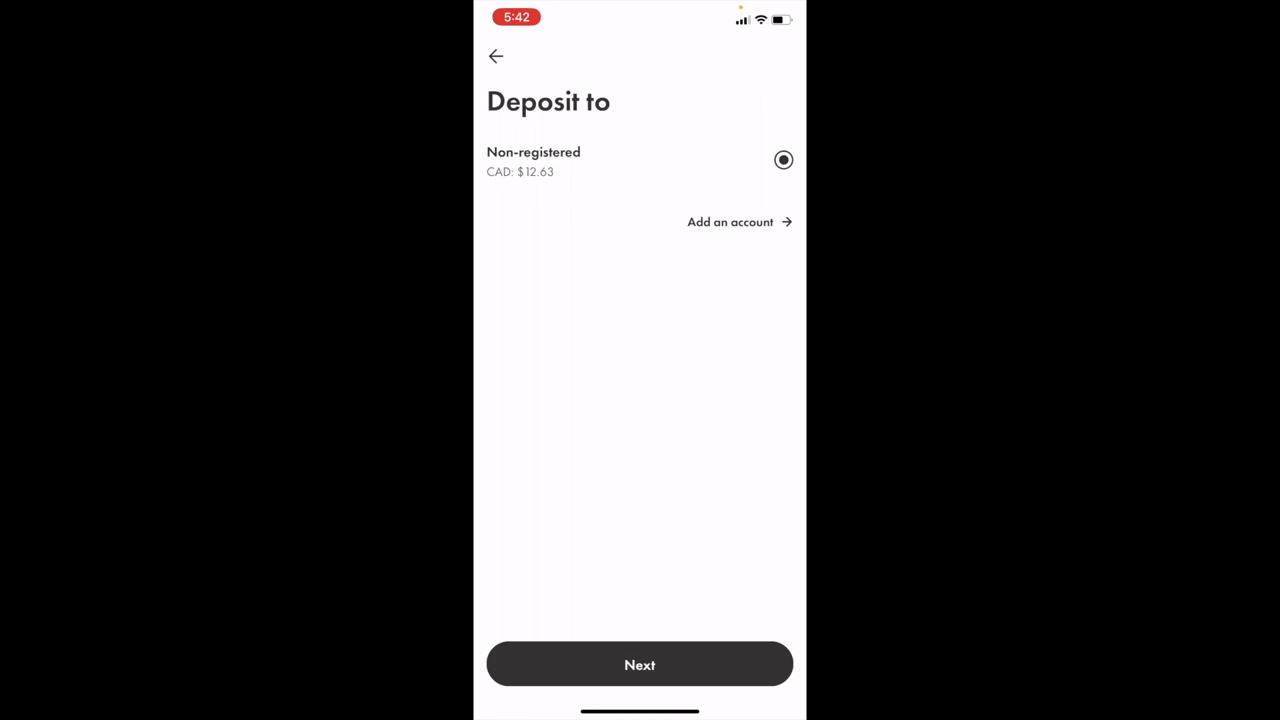 5:42
Deposit to
Non-registered
CAD: $12.63
Add an account
Next